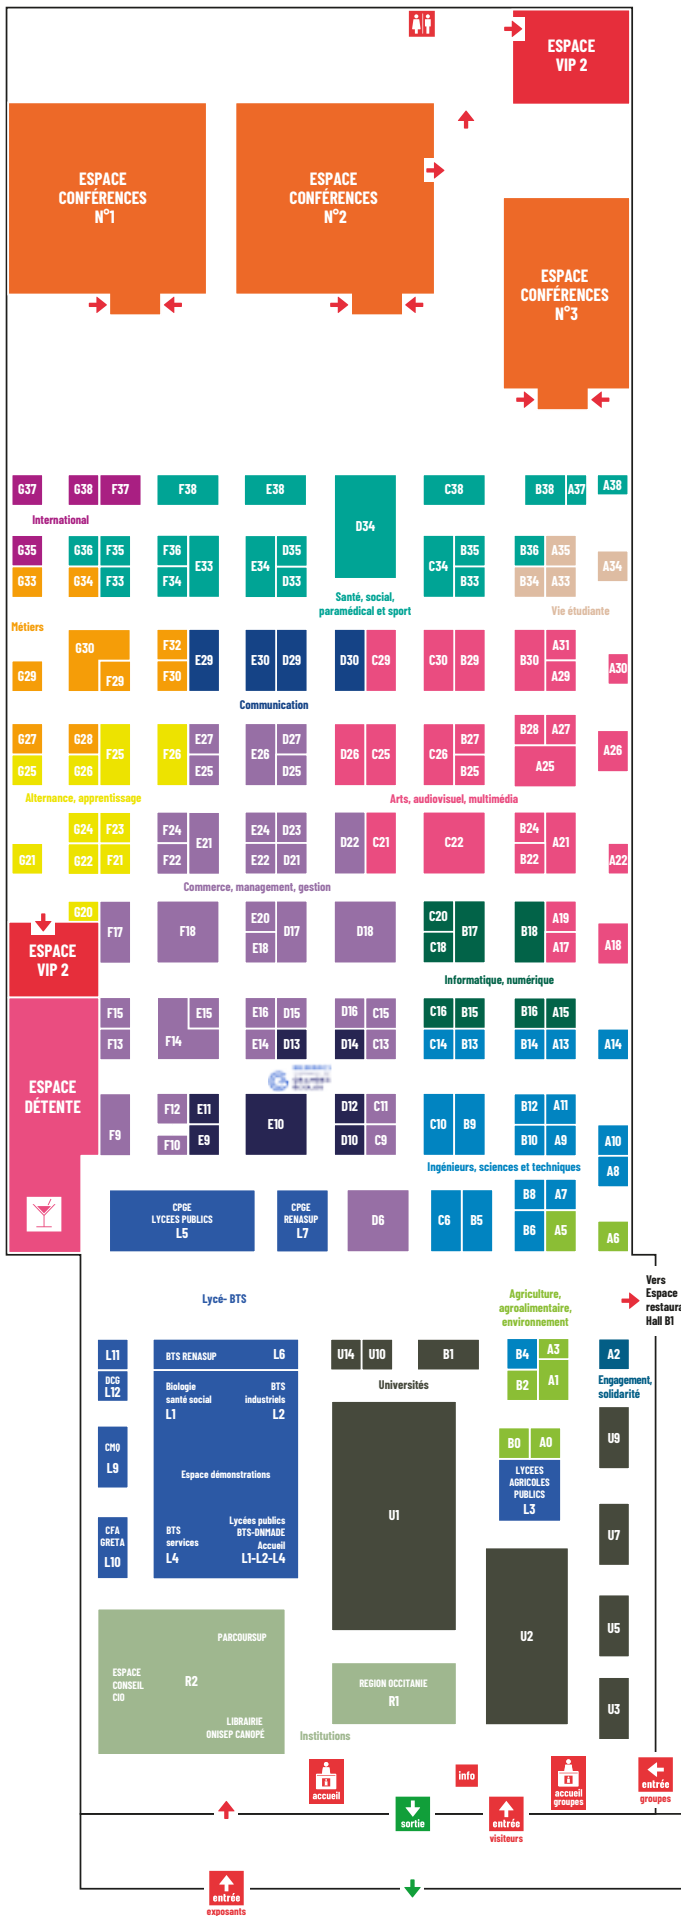 ESPACE
VIP 2
ESPACE
CONFÉRENCES
N°1
ESPACE
CONFÉRENCES
N°2
ESPACE
CONFÉRENCES
N°3
G37 G38 F37 F38 E38 D34 C38 B38 A37 A38
International
G35 G36 F35 F36 E33 E34 D35 C34 B35 B36 A35 A34
G33 G34 F33 F34 D33 B33 B34 A33
Santé, social,
paramédical et sport
Vie étudiante
Métiers
G30 F32 E29 E30 D29 D30 C29 C30 B29 B30 A31 A30
G29 F29 F30 A29
Communication
G27 G28 F25 F26 E27 E26 D27 D26 C25 C26 B27 B28 A27 A26
G25 G26 E25 D25 B25 A25
Alternance, apprentissage
Arts, audiovisuel, multimédia
G24 F23 F24 E21 E24 D23 D22 C21 C22 B24 A21
G21 G22 F21 F22 E22 D21 B22 A22
Commerce, management, gestion
G20 F17 F18 E20 D17 D18 C20 B17 B18 A19 A18
E18 C18 A17
ESPACE
VIP 2
Informatique, numérique
F15 F14 E15 E16 D15 D16 C15 C16 B15 B16 A15
F13 E14 D13 D14 C13 C14 B13 B14 A13 A14
ESPACE
DÉTENTE
F9 F12 E11 E10 D12 C11 C10 B9 B12 A11 A10
F10 E9 D10 C9 B10 A9
Ingénieurs, sciences et techniques
A8
CPGE
LYCEES PUBLICS
L5
CPGE
RENASUP
L7
D6 C6 B5 B8 A7
B6 A5 A6
Vers
Espace
restaura
Hall B1
Lycé- BTS
Agriculture,
agroalimentaire,
environnement
L11
BTS RENASUP L6
U14 U10 B1 B4 A3 A2
DCG
L12
Biologie
santé social
L1
BTS
industriels
L2
Universités
B2 A1
Engagement,
solidarité
CMQ
L9
Espace démonstrations
U1
B0 A0
U9
LYCEES
AGRICOLES
PUBLICS
L3
CFA
GRETA
L10
BTS
services
L4
Lycées publics
BTS-DNMADE
Accueil
L1-L2-L4
U7
U2
U5
PARCOURSUP
ESPACE
CONSEIL
CIO
R2
REGION OCCITANIE
R1
U3
LIBRAIRIE
ONISEP CANOPÉ
Institutions
accueil
info
accueil
groupes
entrée
groupes
sortie
entrée
visiteurs
entrée
exposants